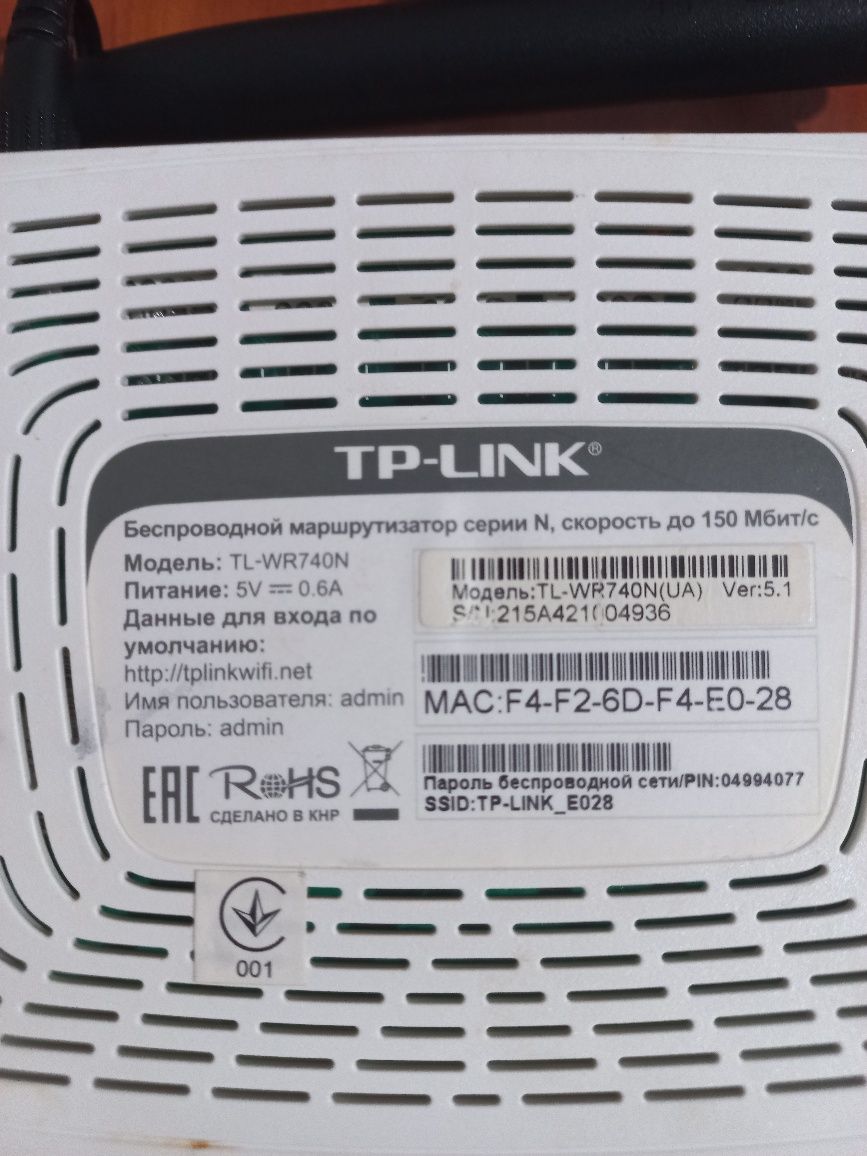 TP-LINK®
Беспроводной маршрутизатор серии N, скорость до 150 Мбит/с
Модель: TL-WR740N
Питание: 5V ⎓ 0.6A
Данные для входа по
умолчанию:
http://tplinkwifi.net
Имя пользователя: admin
Пароль: admin
EAC RoHS
СДЕЛАНО В КНР
Модель:TL-WR740N(UA) Ver:5.1
MAC:F4-F2-6D-F4-E0-28
Пароль беспроводной сети/PIN:04994077
SSID:TP-LINK_E028
001